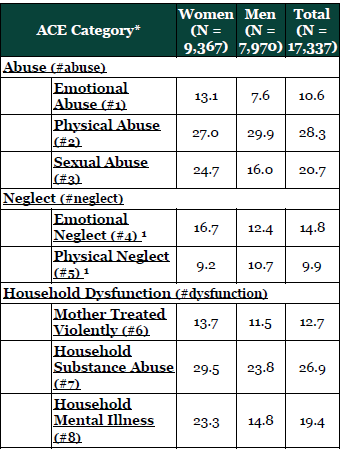 ACE Category* Women (N = 9,367) Men (N = 7,970) Total (N = 17,337)
Abuse (#abuse)
Emotional Abuse (#1) 13.1 7.6 10.6
Physical Abuse (#2) 27.0 29.9 28.3
Sexual Abuse (#3) 24.7 16.0 20.7
Neglect (#neglect)
Emotional Neglect (#4) ¹ 16.7 12.4 14.8
Physical Neglect (#5) ¹ 9.2 10.7 9.9
Household Dysfunction (#dysfunction)
Mother Treated Violently (#6) 13.7 11.5 12.7
Household Substance Abuse (#7) 29.5 23.8 26.9
Household Mental Illness (#8) 23.3 14.8 19.4